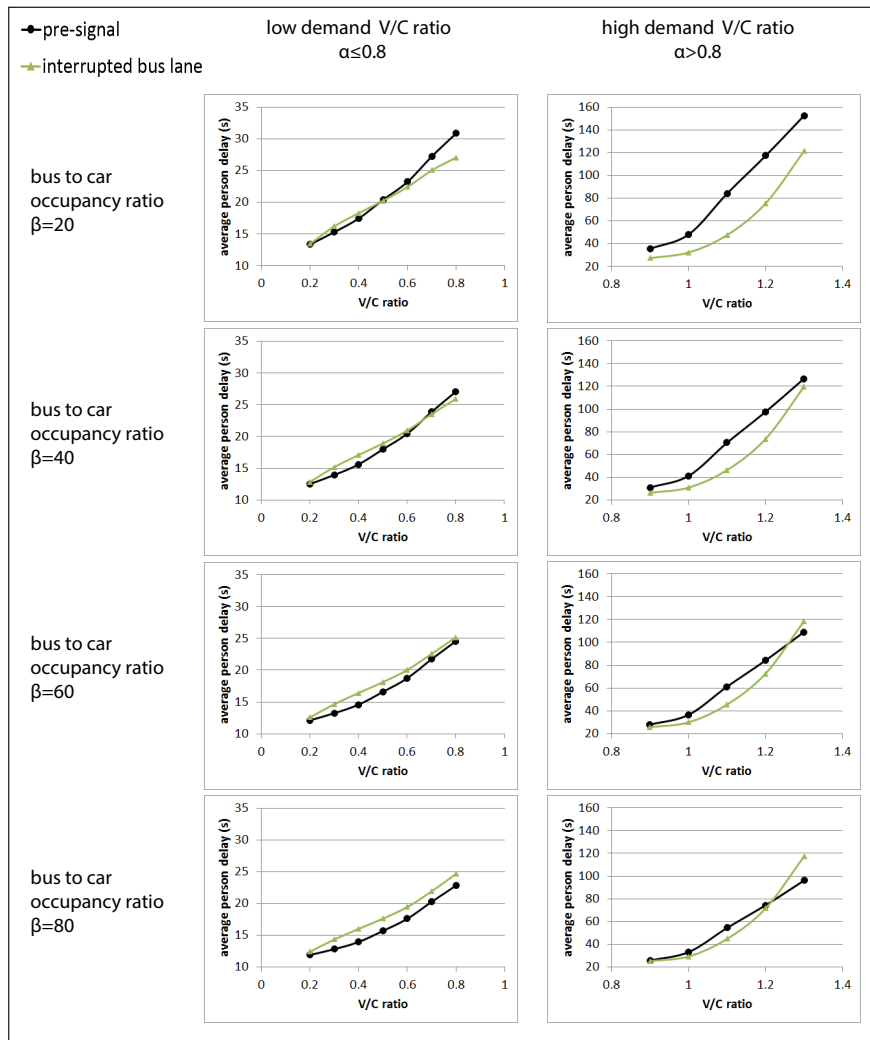 pre-signal
interrupted bus lane
low demand V/C ratio
α≤0.8
high demand V/C ratio
α>0.8
bus to car
occupancy ratio
β=20
average person delay (s)
35
30
25
20
15
10
0 0.2 0.4 0.6 0.8 1
V/C ratio
average person delay (s)
160
140
120
100
80
60
40
20
0.8 1 1.2 1.4
V/C ratio
bus to car
occupancy ratio
β=40
average person delay (s)
35
30
25
20
15
10
0 0.2 0.4 0.6 0.8 1
V/C ratio
average person delay (s)
160
140
120
100
80
60
40
20
0.8 1 1.2 1.4
V/C ratio
bus to car
occupancy ratio
β=60
average person delay (s)
35
30
25
20
15
10
0 0.2 0.4 0.6 0.8 1
V/C ratio
average person delay (s)
160
140
120
100
80
60
40
20
0.8 1 1.2 1.4
V/C ratio
bus to car
occupancy ratio
β=80
average person delay (s)
35
30
25
20
15
10
0 0.2 0.4 0.6 0.8 1
V/C ratio
average person delay (s)
160
140
120
100
80
60
40
20
0.8 1 1.2 1.4
V/C ratio